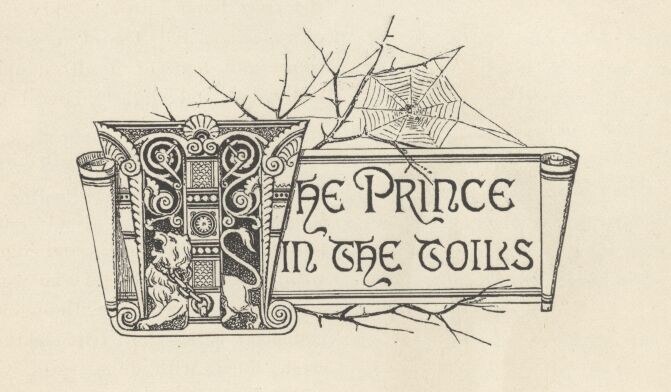 The Prince
in the toils